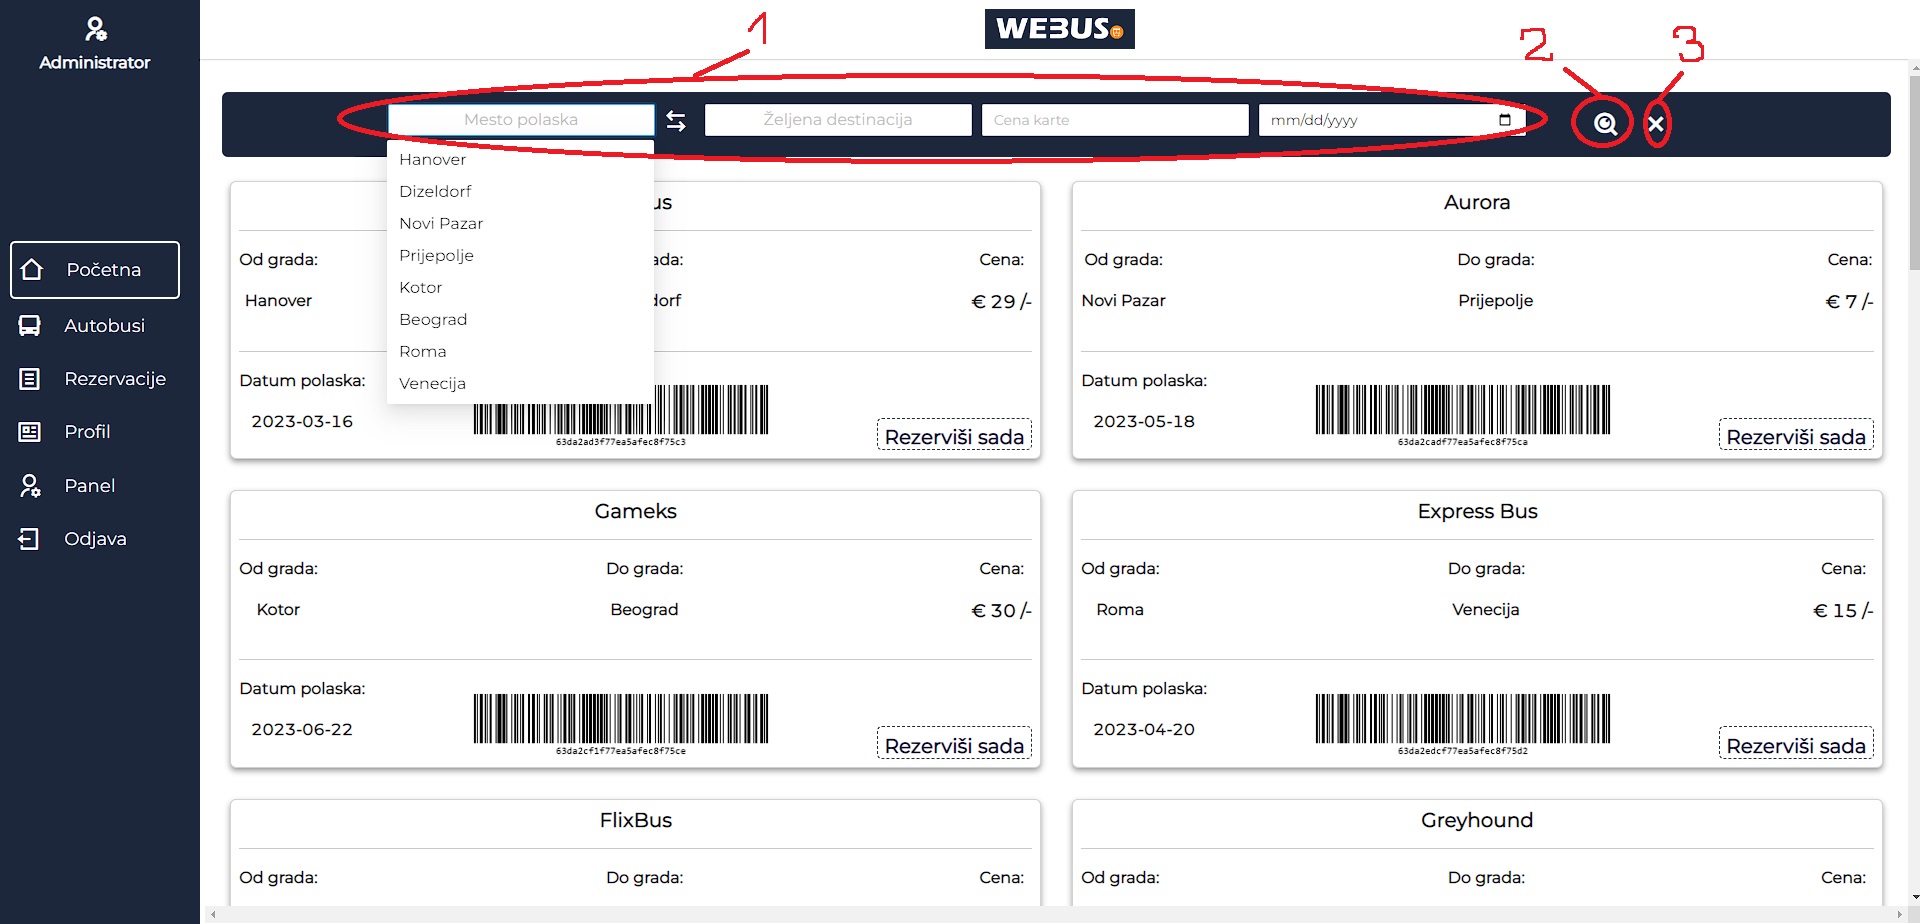 Administrator
WEBUS
1
2
3
Mesto polaska
Željena destinacija
Cena karte
mm/dd/yyyy
Hanover
Dizeldorf
Novi Pazar
Prijepolje
Kotor
Beograd
Roma
Venecija
Početna
Autobusi
Rezervacije
Profil
Panel
Odjava
us
Od grada:
ada:
Cena:
Hanover
dorf
€ 29 /-
Datum polaska:
2023-03-16
63da2ad3f77ea5afec8f75c3
Rezerviši sada
Aurora
Od grada:
Do grada:
Cena:
Novi Pazar
Prijepolje
€ 7 /-
Datum polaska:
2023-05-18
63da2cadf77ea5afec8f75ca
Rezerviši sada
Gameks
Od grada:
Do grada:
Cena:
Kotor
Beograd
€ 30 /-
Datum polaska:
2023-06-22
63da2cf1f77ea5afec8f75ce
Rezerviši sada
Express Bus
Od grada:
Do grada:
Cena:
Roma
Venecija
€ 15 /-
Datum polaska:
2023-04-20
63da2edcf77ea5afec8f75d2
Rezerviši sada
FlixBus
Od grada:
Do grada:
Cena:
Greyhound
Od grada:
Do grada:
Cena: